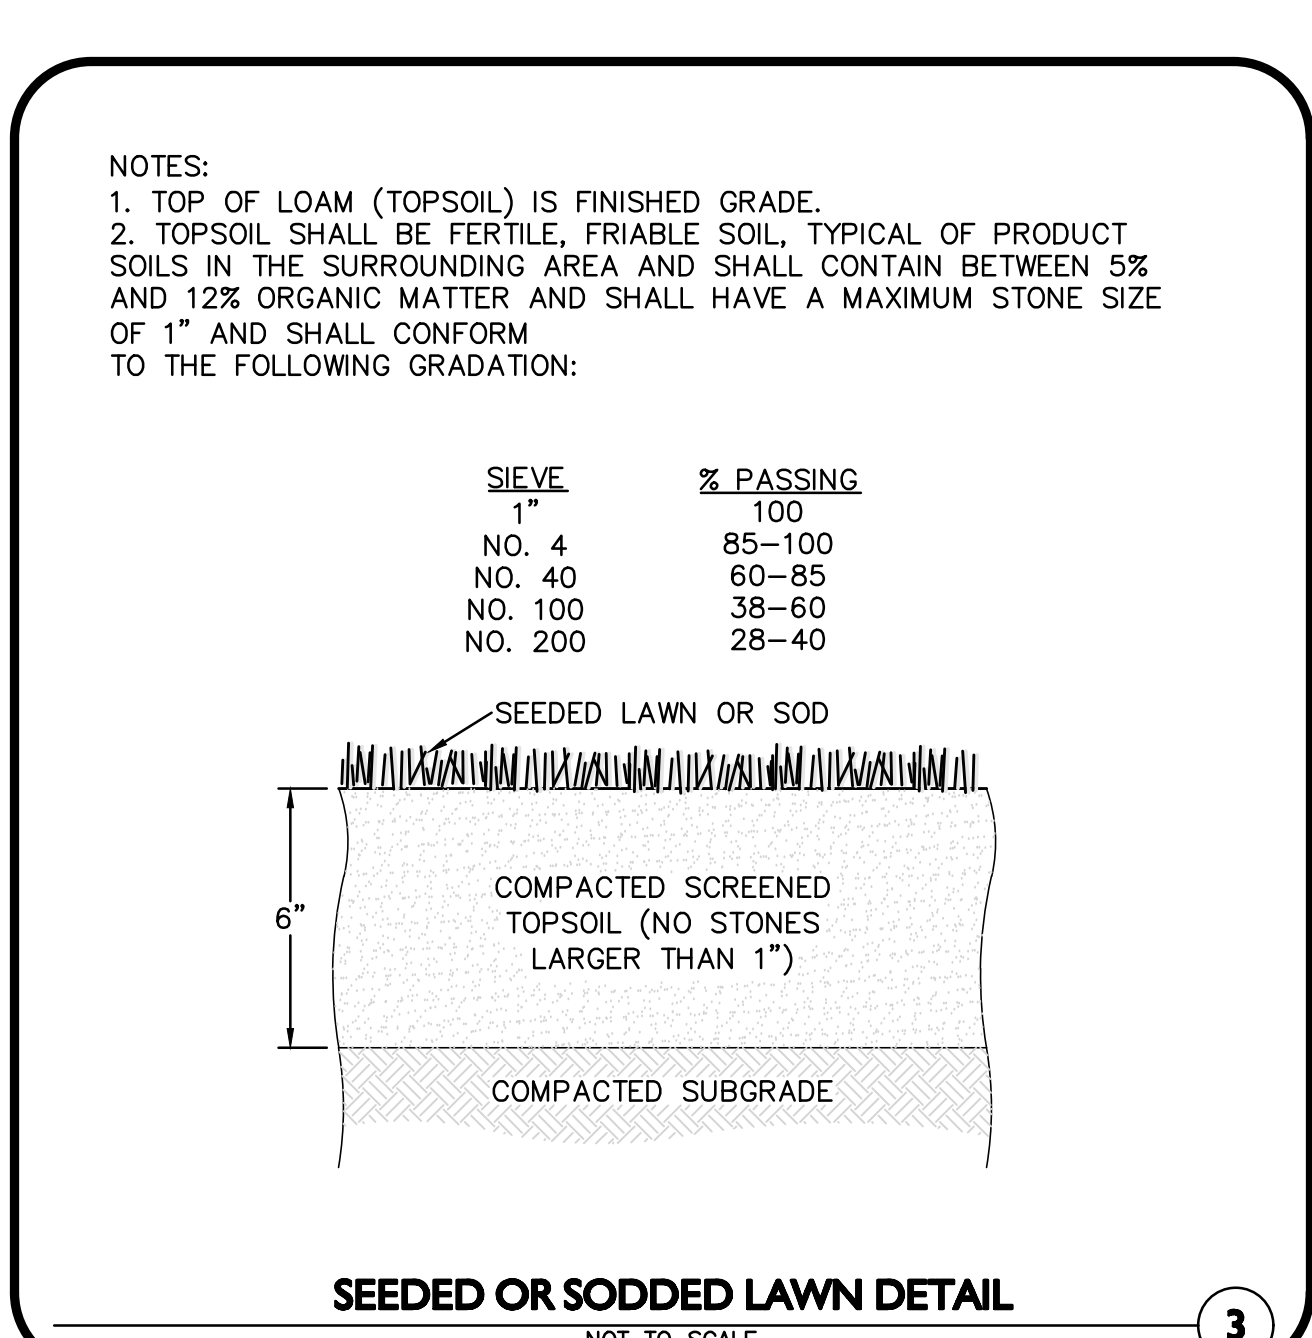 NOTES:
1. TOP OF LOAM (TOPSOIL) IS FINISHED GRADE.
2. TOPSOIL SHALL BE FERTILE, FRIABLE SOIL, TYPICAL OF PRODUCT
SOILS IN THE SURROUNDING AREA AND SHALL CONTAIN BETWEEN 5%
AND 12% ORGANIC MATTER AND SHALL HAVE A MAXIMUM STONE SIZE
OF 1" AND SHALL CONFORM
TO THE FOLLOWING GRADATION:
SIEVE % PASSING
1" 100
NO. 4 85–100
NO. 40 60–85
NO. 100 38–60
NO. 200 28–40
SEEDED LAWN OR SOD
6"
COMPACTED SCREENED
TOPSOIL (NO STONES
LARGER THAN 1")
COMPACTED SUBGRADE
SEEDED OR SODDED LAWN DETAIL
NOT TO SCALE
3